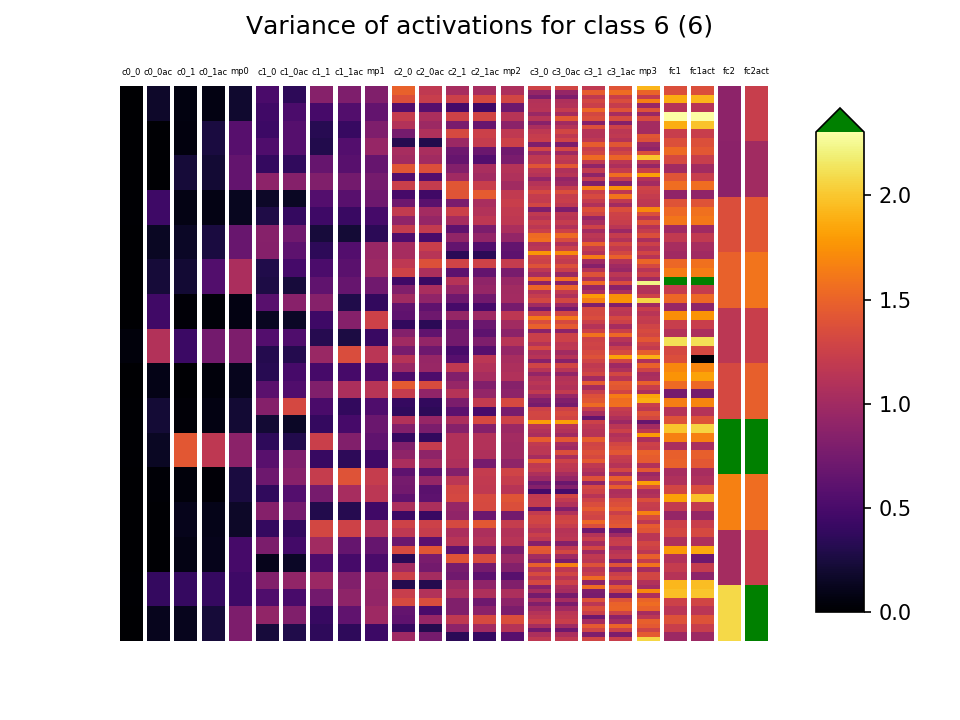 Variance of activations for class 6 (6)
c0_0 c0_0ac c0_1 c0_1ac mp0 c1_0 c1_0ac c1_1 c1_1ac mp1 c2_0 c2_0ac c2_1 c2_1ac mp2 c3_0 c3_0ac c3_1 c3_1ac mp3 fc1 fc1act fc2 fc2act
2.0
1.5
1.0
0.5
0.0